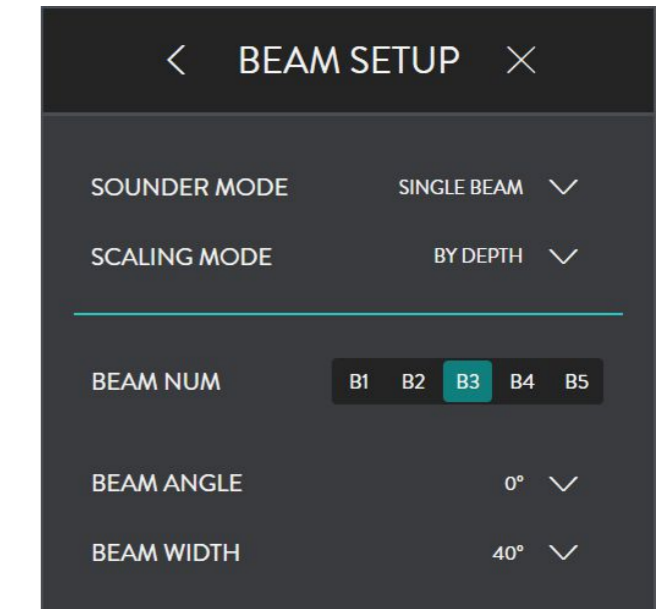 BEAM SETUP
SOUNDER MODE SINGLE BEAM
SCALING MODE BY DEPTH
BEAM NUM B1 B2 B3 B4 B5
BEAM ANGLE 0°
BEAM WIDTH 40°